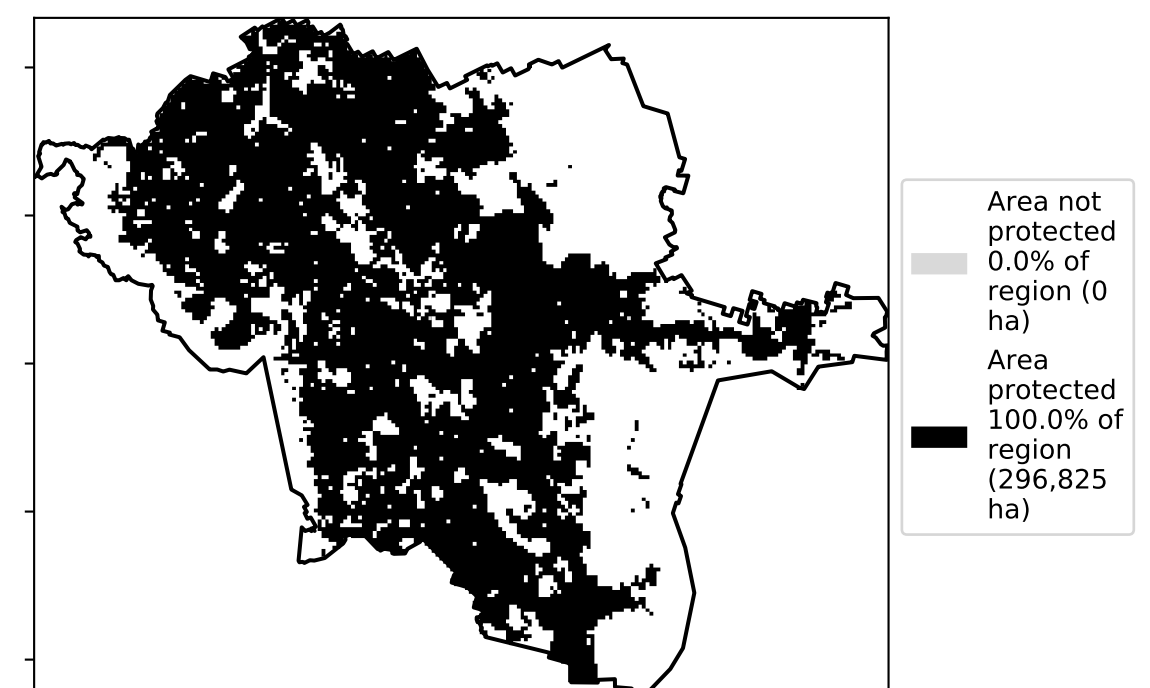 Area not
protected
0.0% of
region (0
ha)
Area
protected
100.0% of
region
(296,825
ha)